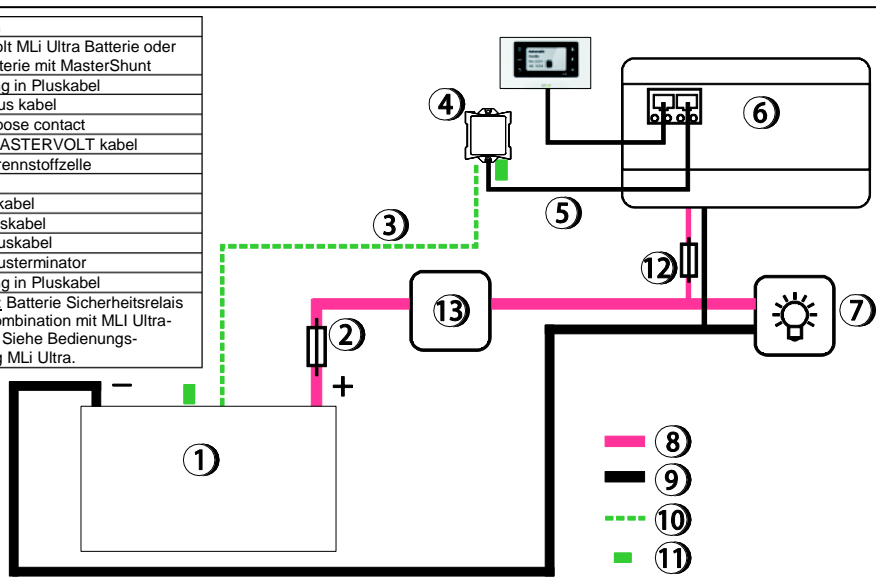 olt MLi Ultra Batterie oder
tterie mit MasterShunt
g in Pluskabel
us kabel
oose contact
ASTERVOLT kabel
rennstoffzelle
kabel
skabel
uskabel
usterminator
g in Pluskabel
: Batterie Sicherheitsrelais
ombination mit MLI Ultra-
Siehe Bedienungs-
g MLi Ultra.
4
6
3
5
12
7
13
2
− +
1
8
9
10
11